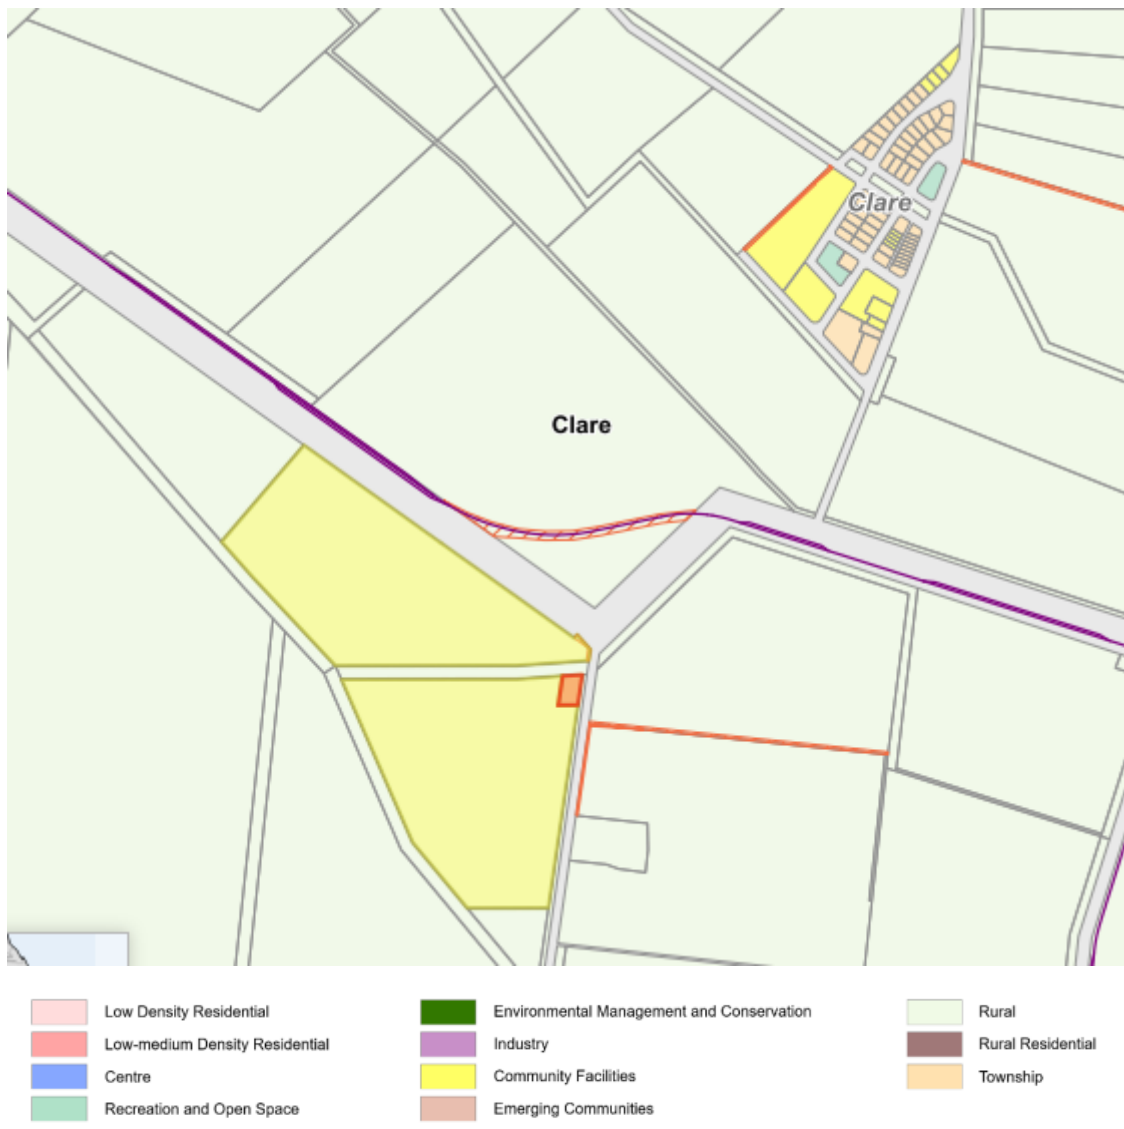 Clare
Clare
Low Density Residential
Low-medium Density Residential
Centre
Recreation and Open Space
Environmental Management and Conservation
Industry
Community Facilities
Emerging Communities
Rural
Rural Residential
Township